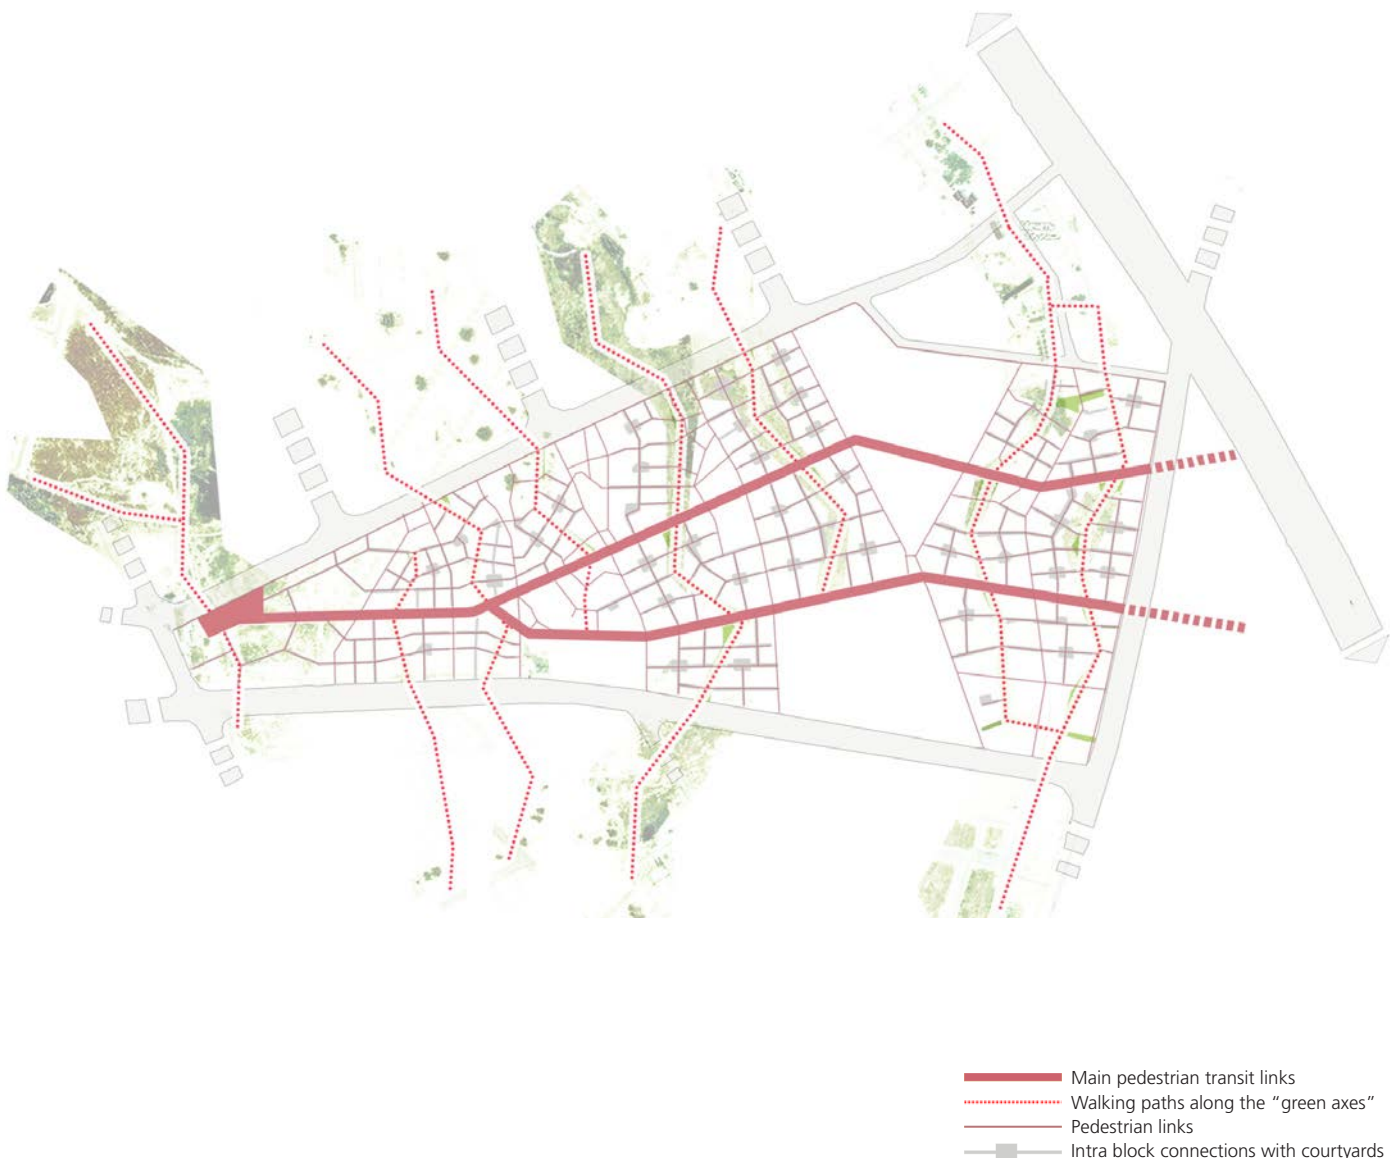 Main pedestrian transit links
Walking paths along the “green axes”
Pedestrian links
Intra block connections with courtyards